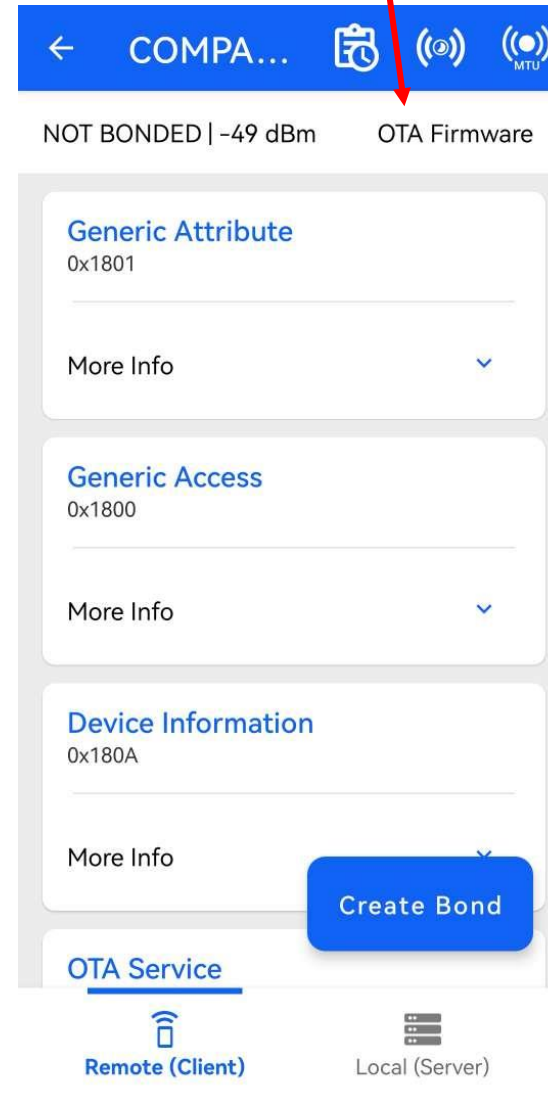 COMPA...
MTU
NOT BONDED | -49 dBm OTA Firmware
Generic Attribute
0x1801
More Info
Generic Access
0x1800
More Info
Device Information
0x180A
More Info
Create Bond
OTA Service
Remote (Client) Local (Server)